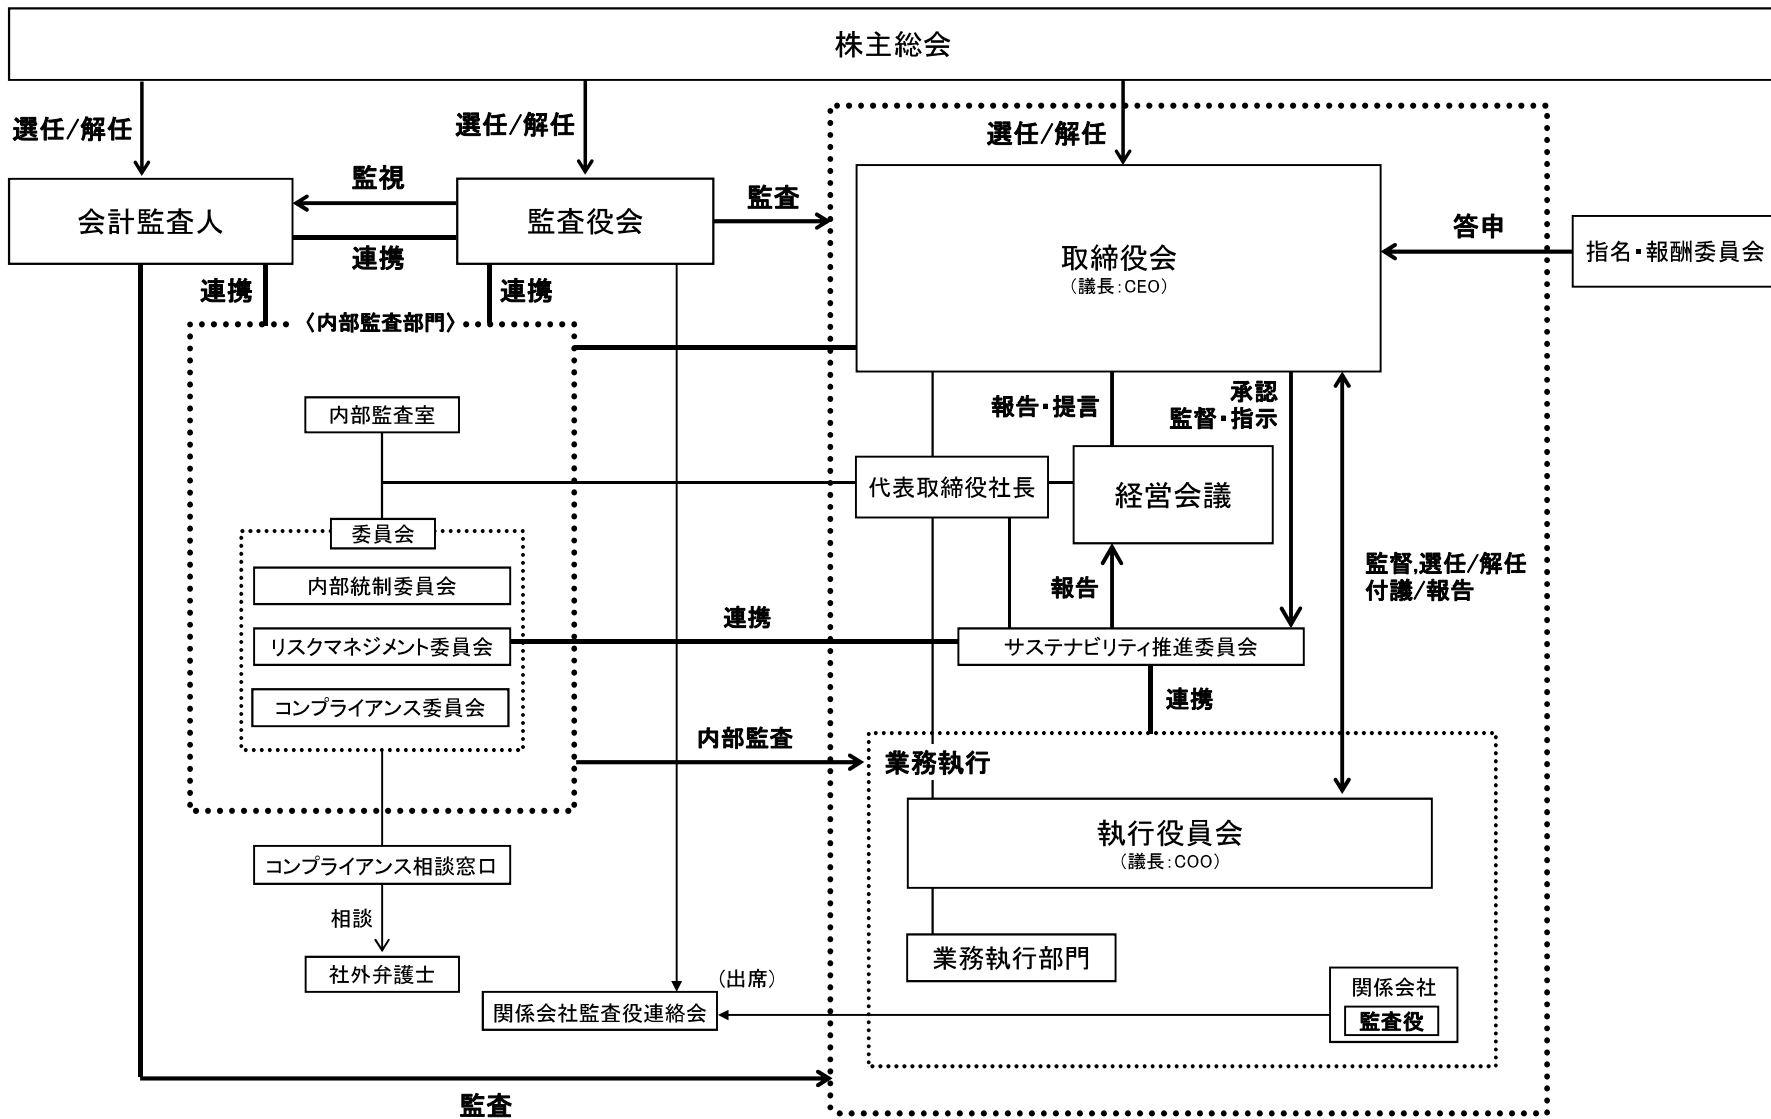 株主総会
選任/解任
選任/解任
選任/解任
監視
監査
会計監査人
監査役会
連携
取締役会
(議長:CEO)
答申
指名・報酬委員会
連携
連携
〈内部監査部門〉
内部監査室
報告・提言
承認
監督・指示
代表取締役社長
経営会議
委員会
内部統制委員会
リスクマネジメント委員会
コンプライアンス委員会
報告
監督,選任/解任
付議/報告
連携
サステナビリティ推進委員会
連携
内部監査
業務執行
執行役員会
(議長:COO)
コンプライアンス相談窓口
相談
社外弁護士
業務執行部門
(出席)
関係会社監査役連絡会
関係会社
監査役
監査